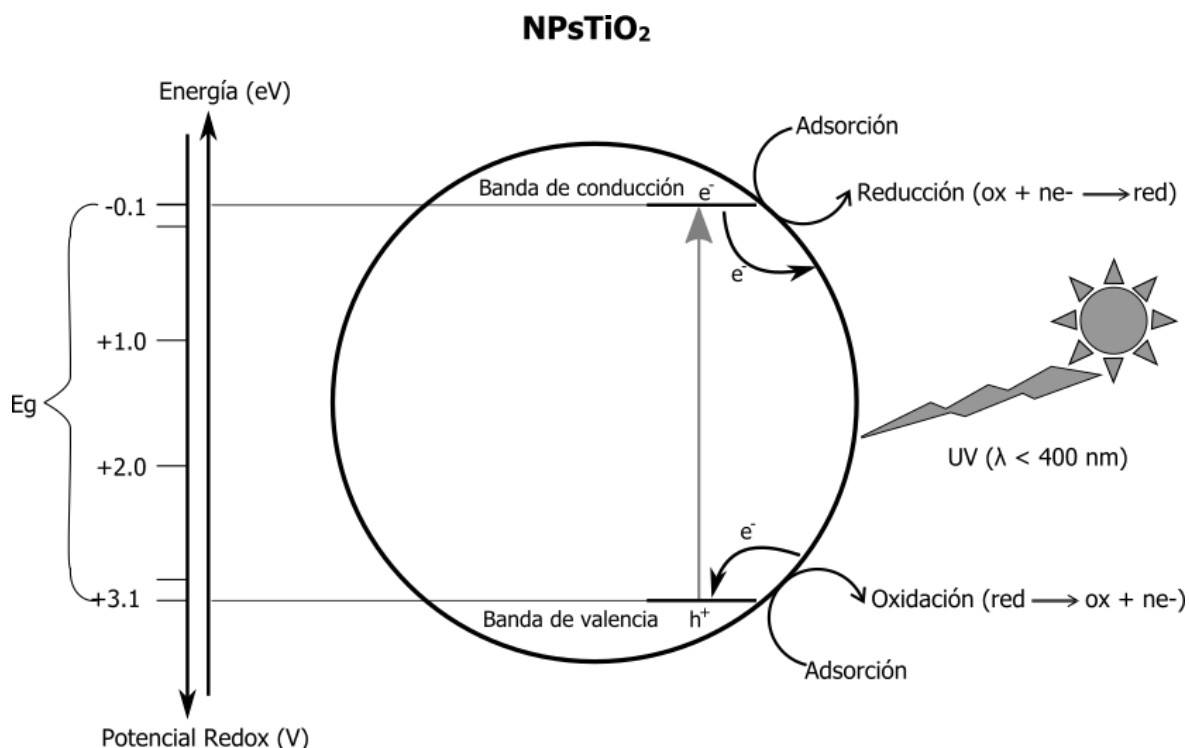 NPsTiO₂
Energía (eV)
Adsorción
Banda de conducción e⁻
Reducción (ox + ne- ⟶ red)
-0.1
e⁻
+1.0
Eg
+2.0
UV (λ < 400 nm)
e⁻
+3.1
Oxidación (red ⟶ ox + ne-)
Banda de valencia h⁺
Adsorción
Potencial Redox (V)